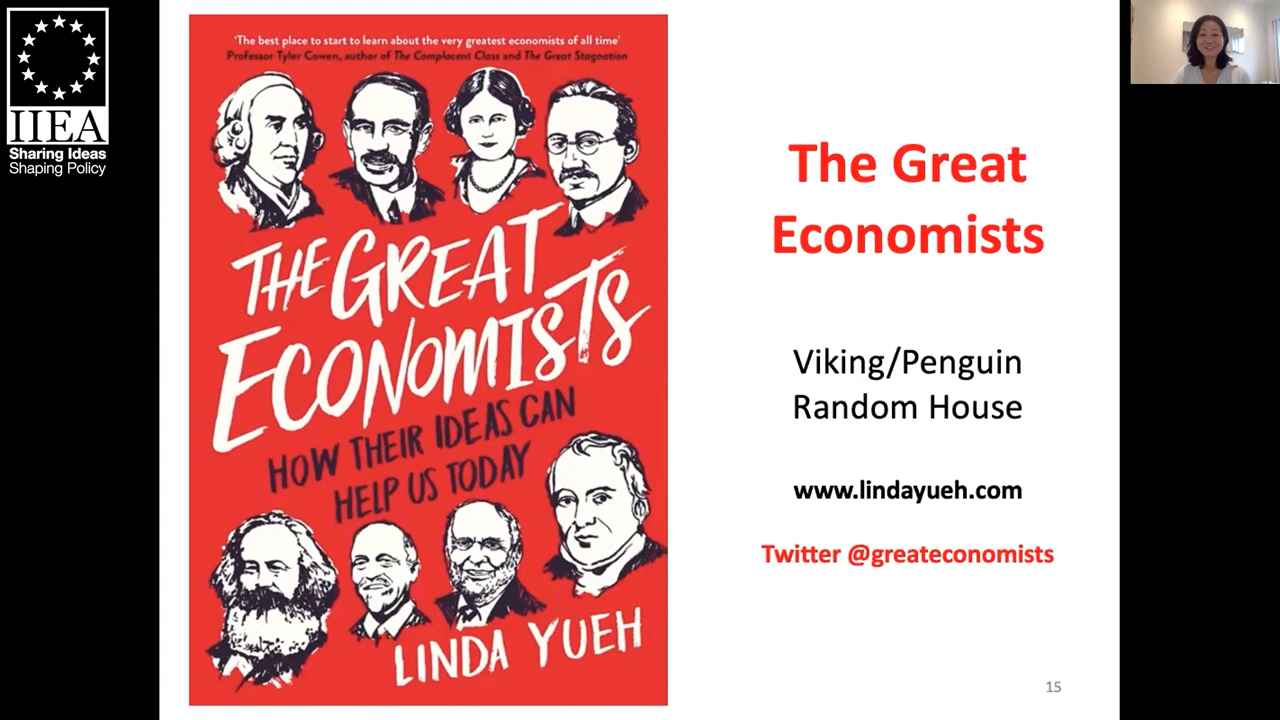 IIEA
Sharing Ideas
Shaping Policy
'The best place to start to learn about the very greatest economists of all time'
Professor Tyler Cowen, author of The Complacent Class and The Great Stagnation
THE GREAT
ECONOMISTS
HOW THEIR IDEAS CAN
HELP US TODAY
LINDA YUEH
The Great
Economists
Viking/Penguin
Random House
www.lindayueh.com
Twitter @greateconomists
15